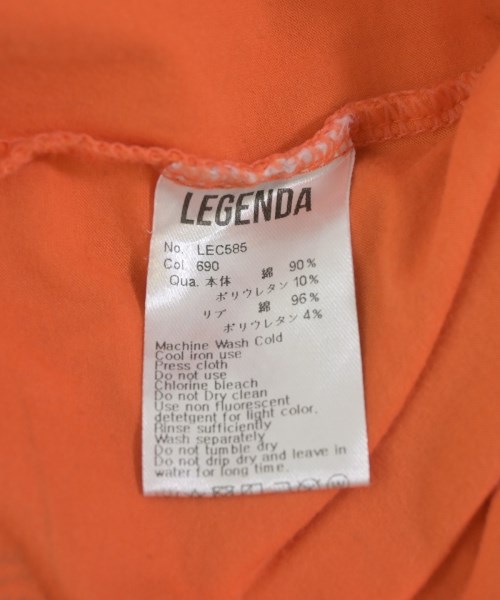 LEGENDA
No. LEC585
Col. 690
Qua. 本体 綿 90%
ポリウレタン 10%
リブ 綿 96%
ポリウレタン 4%
Machine Wash Cold
Cool iron use
Press cloth
Do not use
Chlorine bleach
Do not Dry clean
Use non fluorescent
detetgent for light color.
Rinse sufficiently
Wash separately
Do not tumble dry
Do not drip dry and leave in
water for long time.